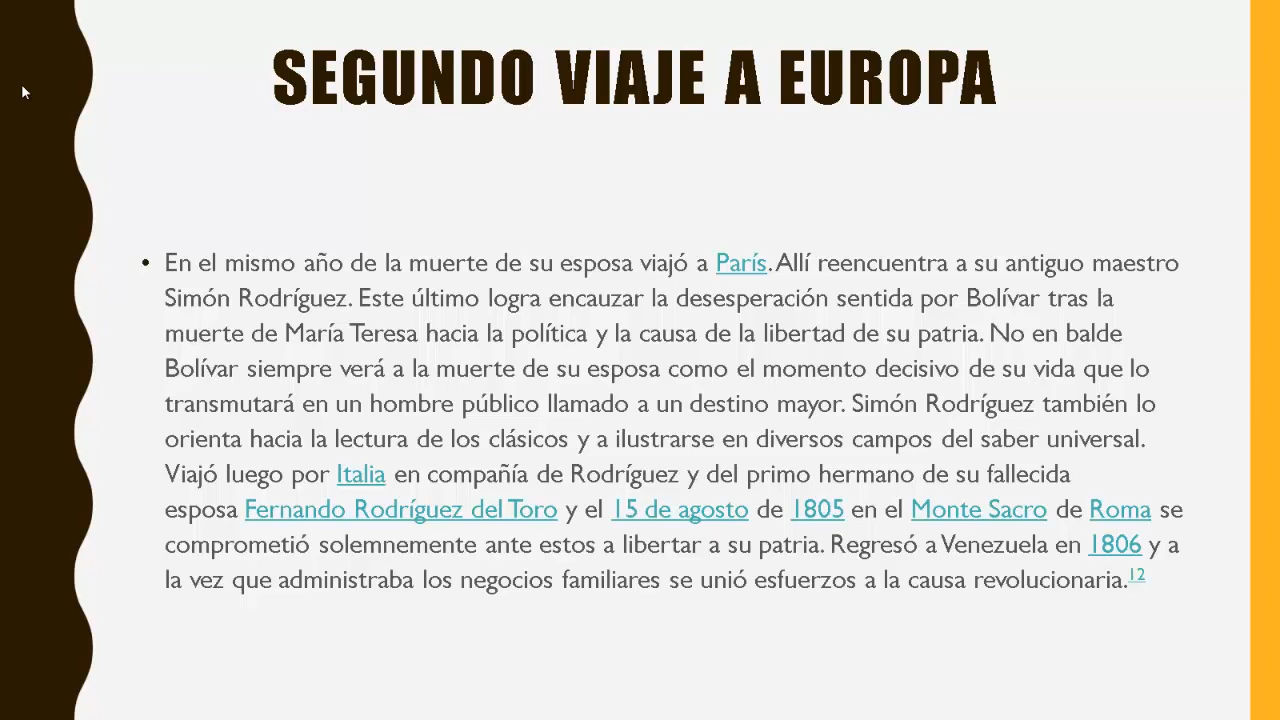 SEGUNDO VIAJE A EUROPA
• En el mismo año de la muerte de su esposa viajó a París. Allí reencuentra a su antiguo maestro
Simón Rodríguez. Este último logra encauzar la desesperación sentida por Bolívar tras la
muerte de María Teresa hacia la política y la causa de la libertad de su patria. No en balde
Bolívar siempre verá a la muerte de su esposa como el momento decisivo de su vida que lo
transmutará en un hombre público llamado a un destino mayor. Simón Rodríguez también lo
orienta hacia la lectura de los clásicos y a ilustrarse en diversos campos del saber universal.
Viajó luego por Italia en compañía de Rodríguez y del primo hermano de su fallecida
esposa Fernando Rodríguez del Toro y el 15 de agosto de 1805 en el Monte Sacro de Roma se
comprometió solemnemente ante estos a libertar a su patria. Regresó a Venezuela en 1806 y a
la vez que administraba los negocios familiares se unió esfuerzos a la causa revolucionaria.12